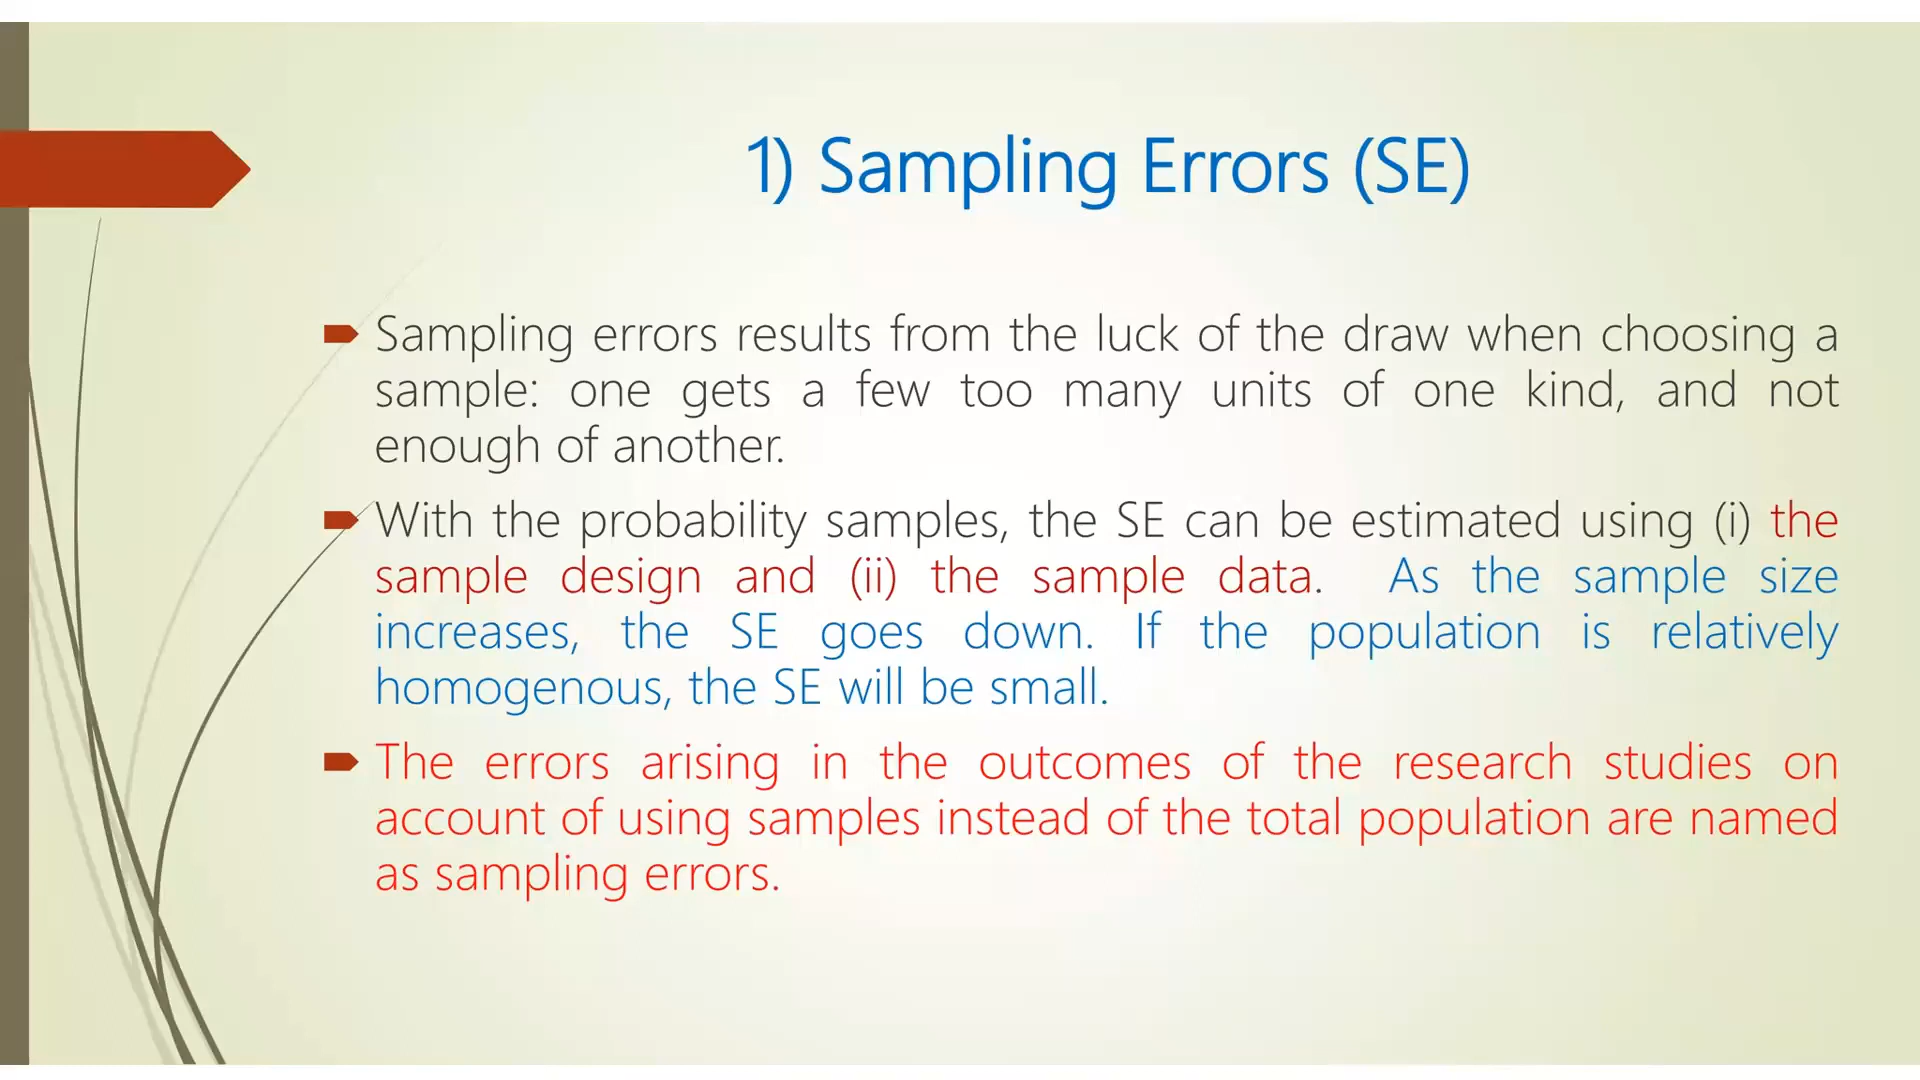 1) Sampling Errors (SE)
Sampling errors results from the luck of the draw when choosing a
sample: one gets a few too many units of one kind, and not
enough of another.
With the probability samples, the SE can be estimated using (i) the
sample design and (ii) the sample data. As the sample size
increases, the SE goes down. If the population is relatively
homogenous, the SE will be small.
The errors arising in the outcomes of the research studies on
account of using samples instead of the total population are named
as sampling errors.